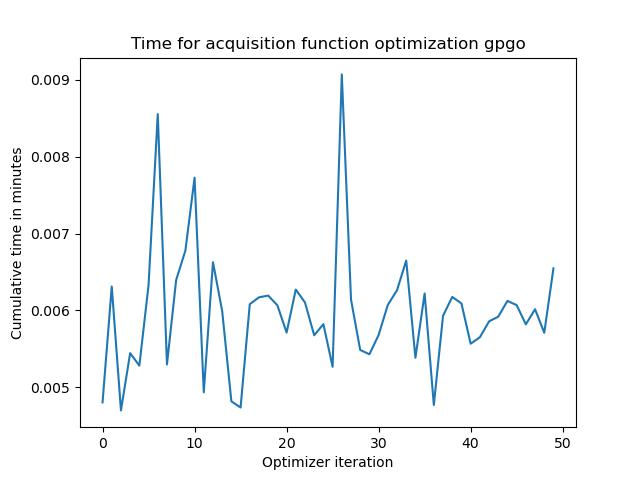 Time for acquisition function optimization gpgo
Cumulative time in minutes
0.009
0.008
0.007
0.006
0.005
0 10 20 30 40 50
Optimizer iteration